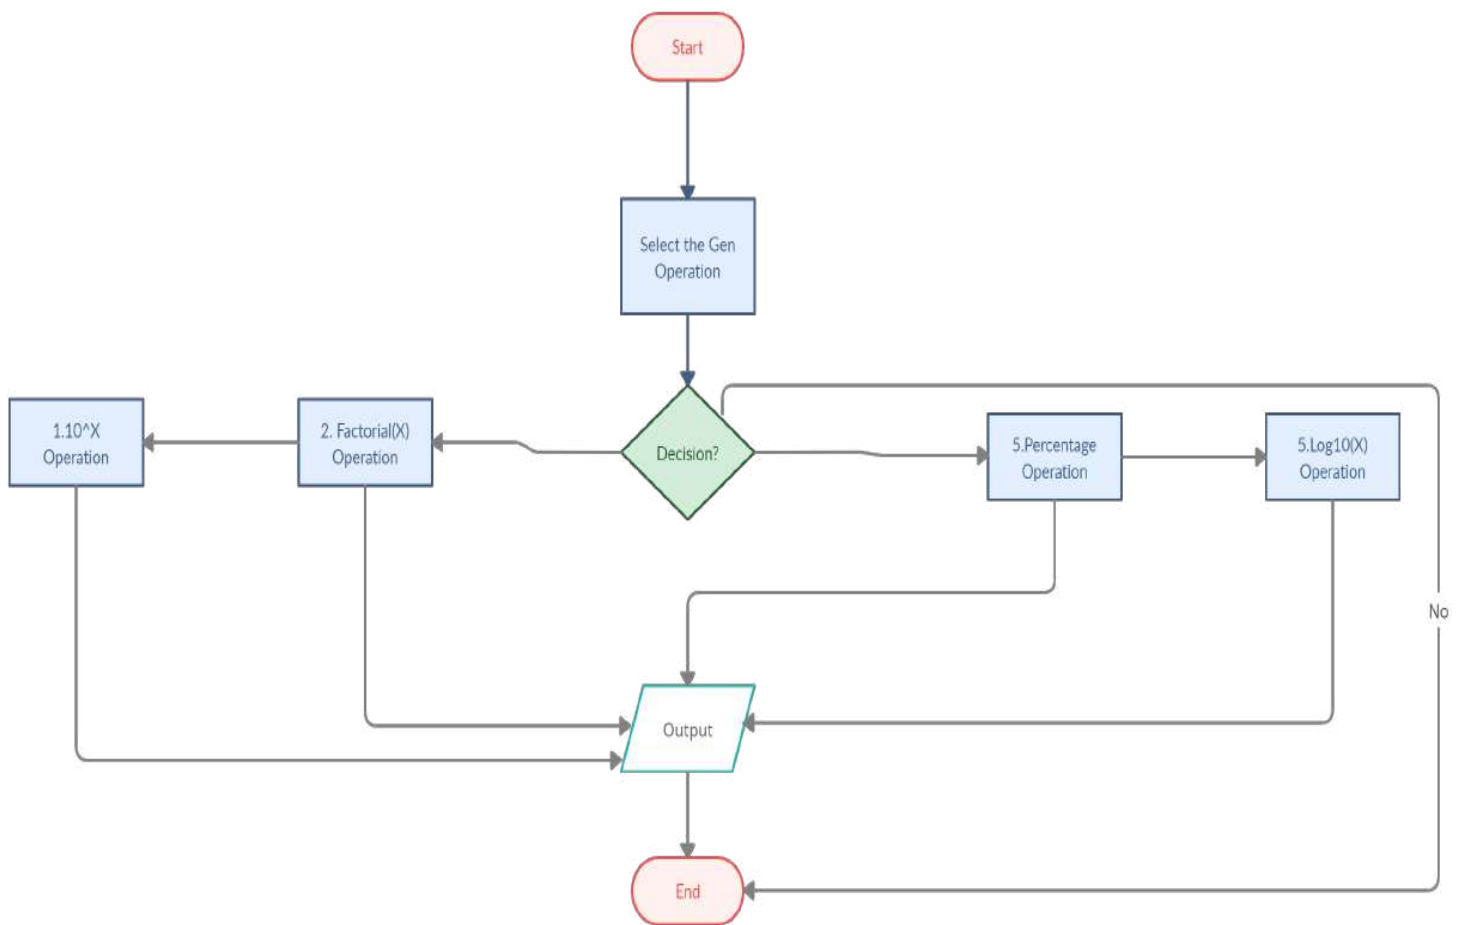 Start
Select the Gen
Operation
1.10^X
Operation
2. Factorial(X)
Operation
Decision?
5.Percentage
Operation
5.Log10(X)
Operation
No
Output
End